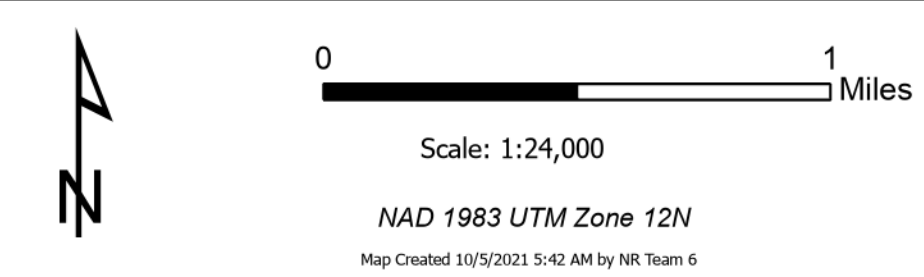 0 1
Miles
Scale: 1:24,000
N
NAD 1983 UTM Zone 12N
Map Created 10/5/2021 5:42 AM by NR Team 6